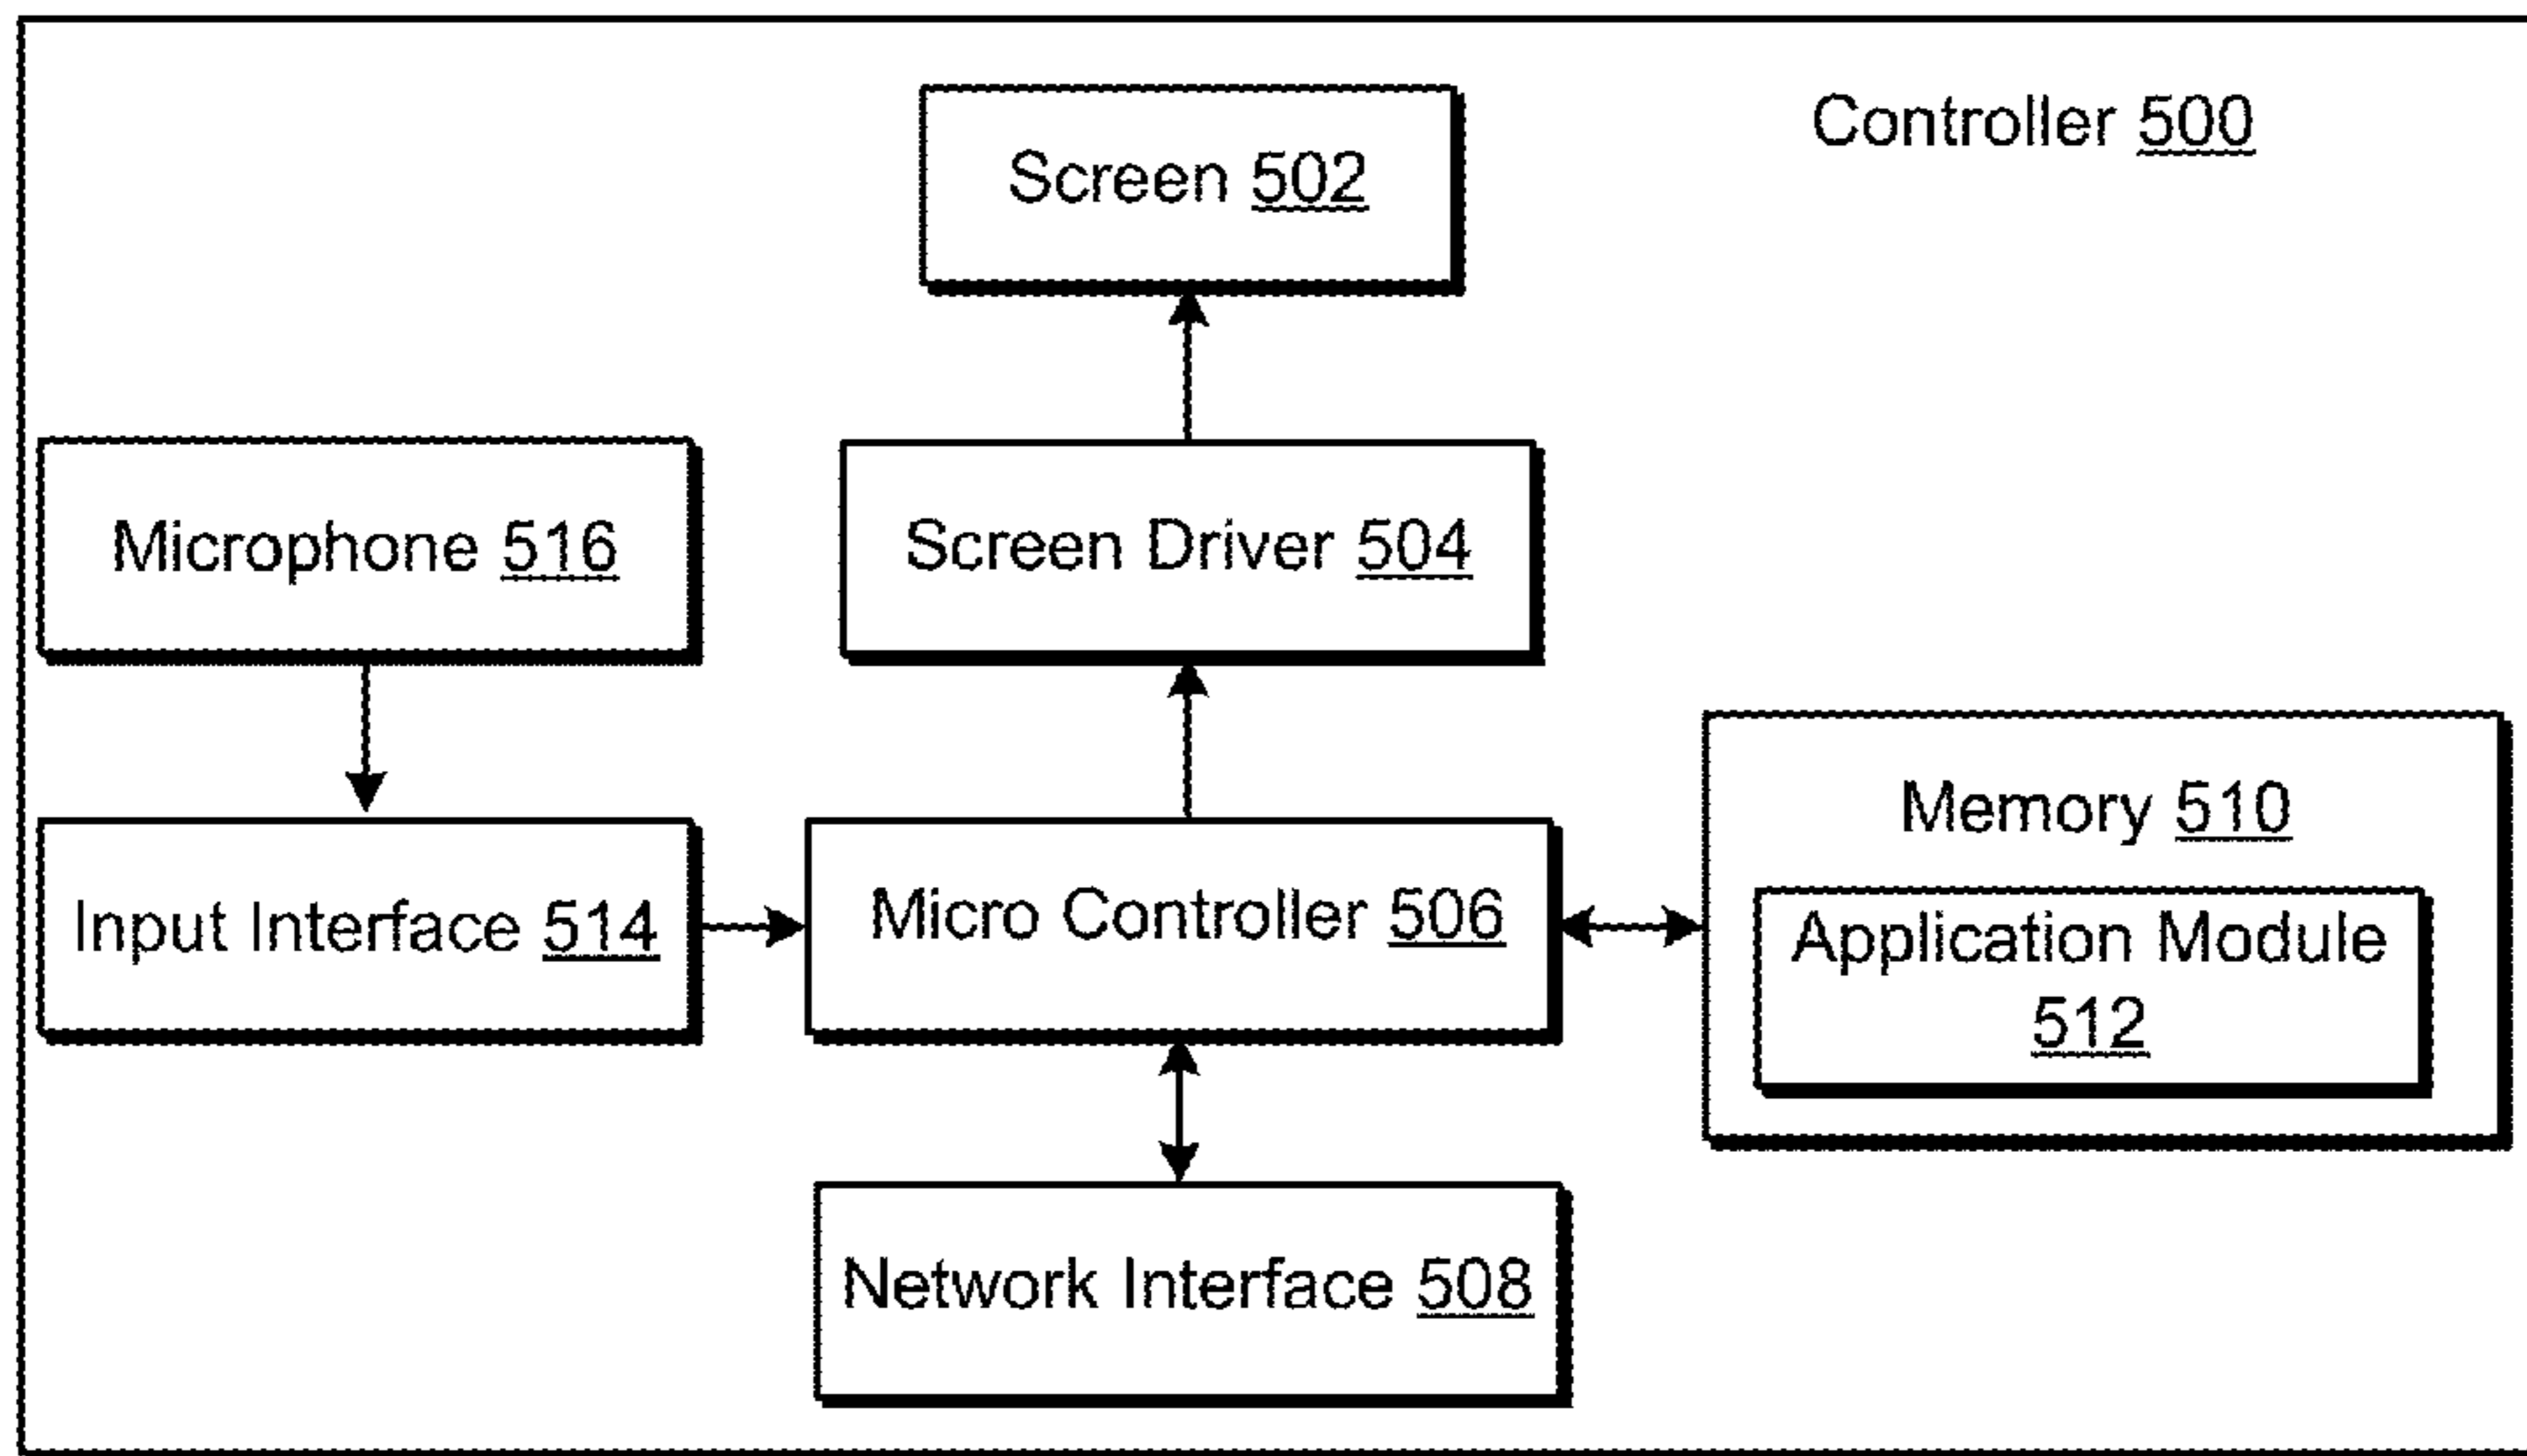 Controller 500
Screen 502
Microphone 516
Screen Driver 504
Input Interface 514
Micro Controller 506
Memory 510
Application Module
512
Network Interface 508